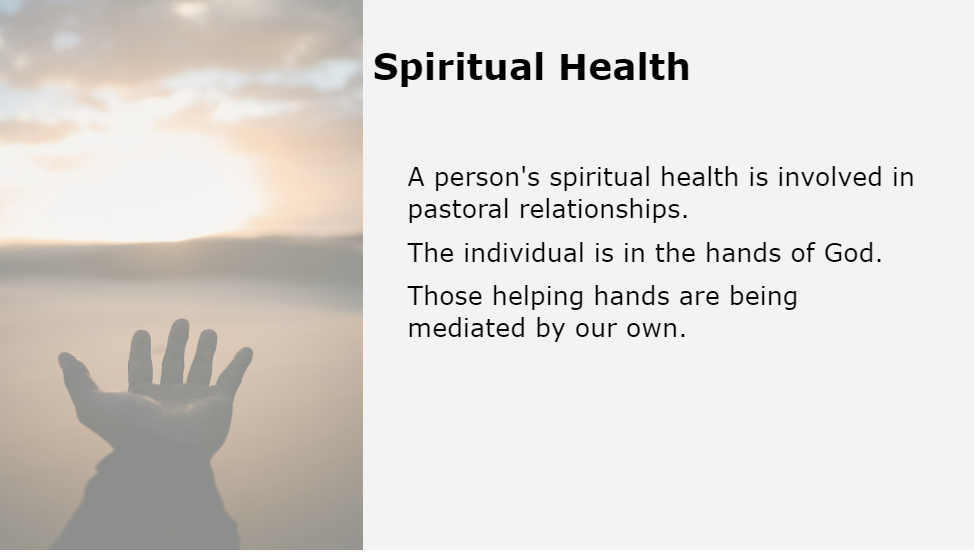 Spiritual Health
A person's spiritual health is involved in
pastoral relationships.
The individual is in the hands of God.
Those helping hands are being
mediated by our own.